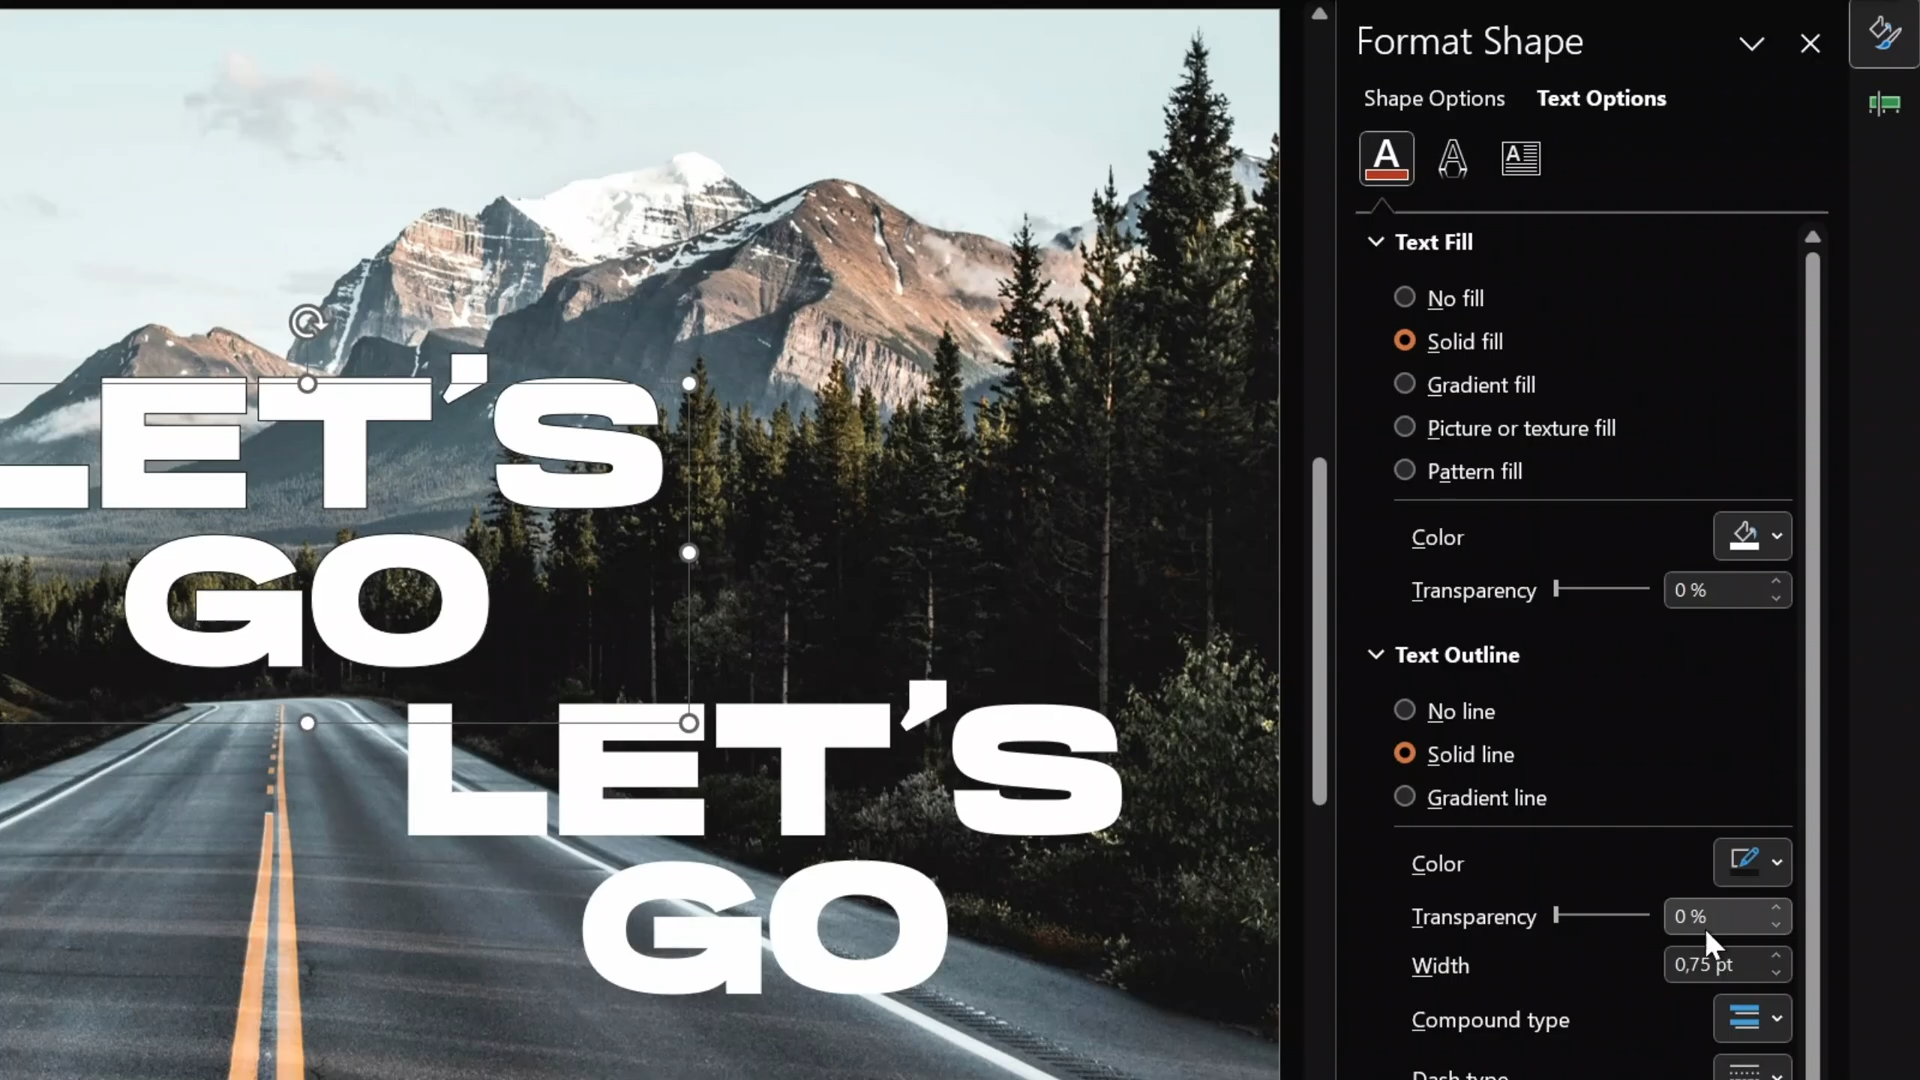 Format Shape
Shape Options Text Options
A A A
Text Fill
No fill
Solid fill
Gradient fill
Picture or texture fill
Pattern fill
Color
Transparency 0 %
Text Outline
No line
Solid line
Gradient line
Color
Transparency 0 %
Width 0,75 pt
Compound type
Dash type
LET'S
GO
LET'S
GO